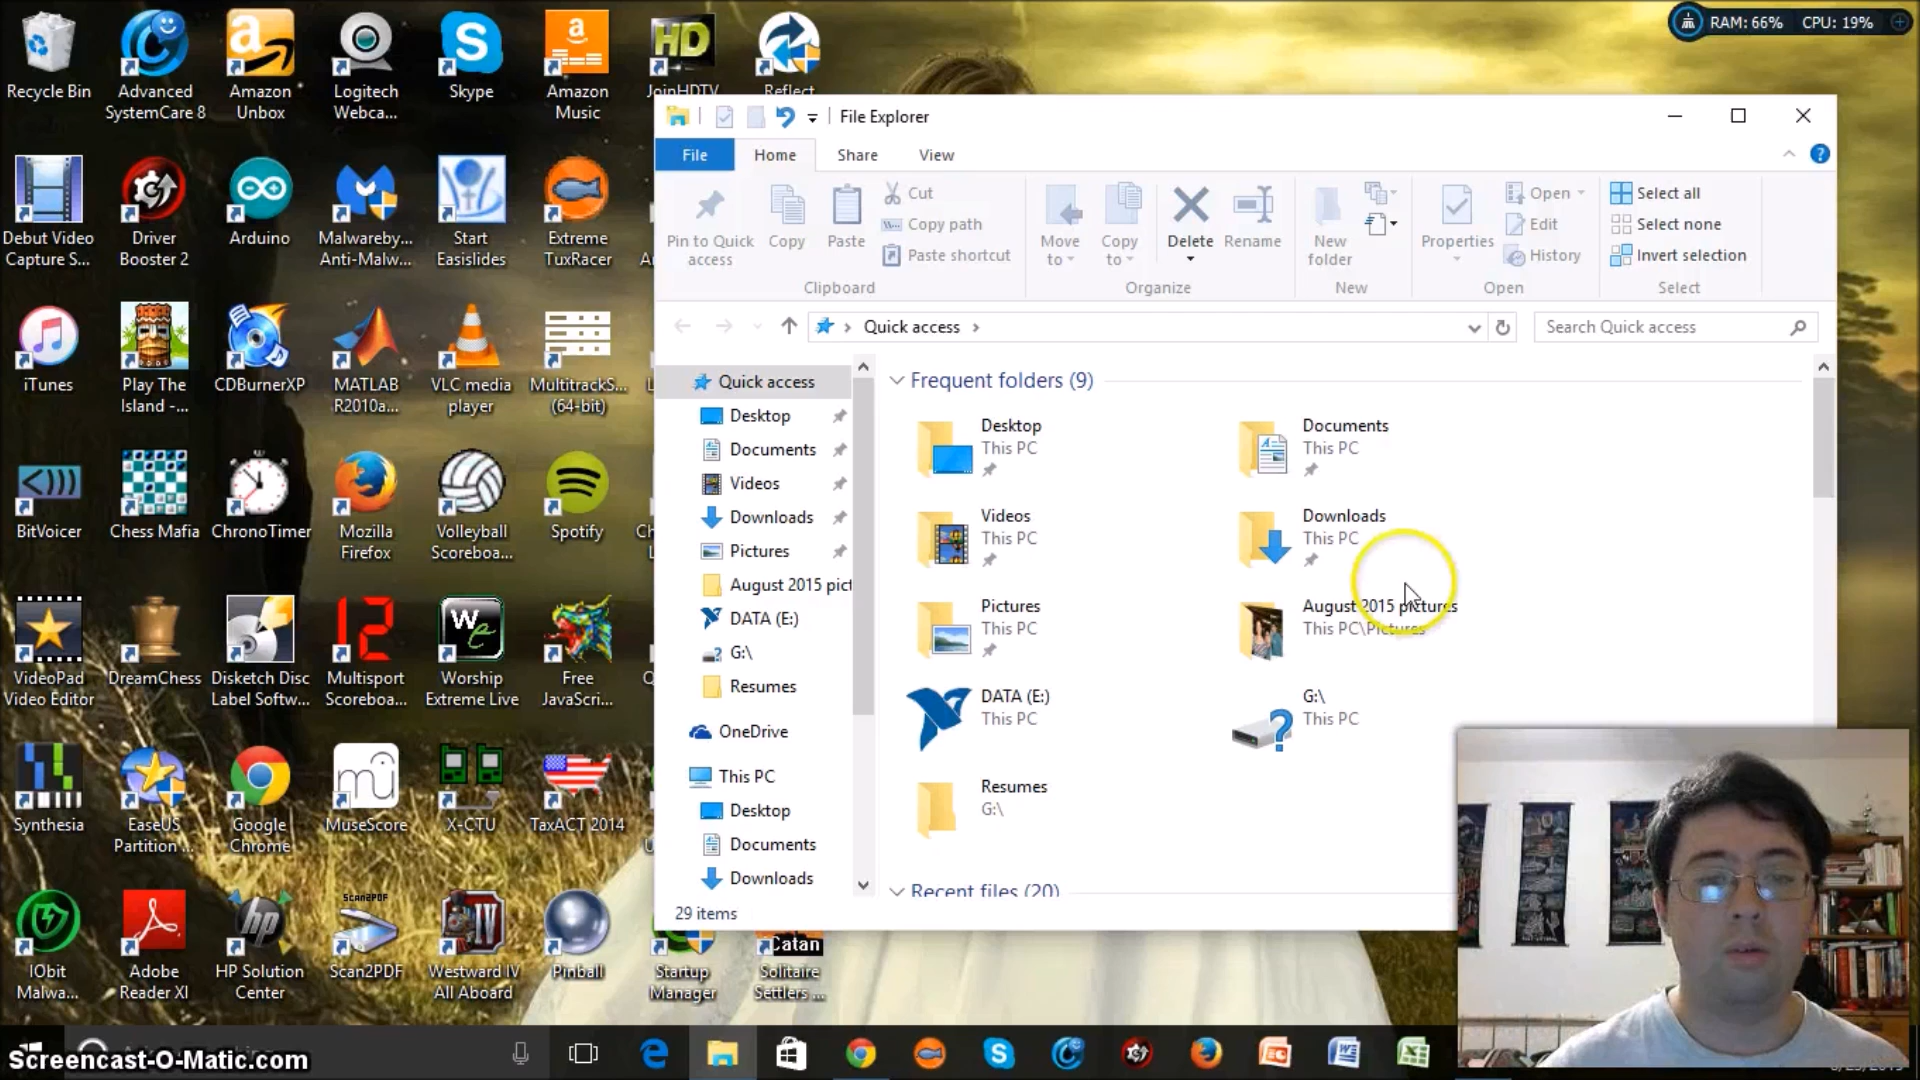 RAM: 66% CPU: 19%
Recycle Bin
Advanced
SystemCare 8
Amazon
Unbox
Logitech
Webca...
Skype
Amazon
Music
HD
JoinHDTV
Reflect
Debut Video
Capture S...
Driver
Booster 2
Arduino
Malwareby...
Anti-Malw...
Start
Easislides
Extreme
TuxRacer
iTunes
Play The
Island -...
CDBurnerXP
MATLAB
R2010a...
VLC media
player
MultitrackS...
(64-bit)
BitVoicer
Chess Mafia
ChronoTimer
Mozilla
Firefox
Volleyball
Scoreboa...
Spotify
VideoPad
Video Editor
DreamChess
Disketch Disc
Label Softw...
12
Multisport
Scoreboa...
We
Worship
Extreme Live
Free
JavaScri...
Synthesia
EaseUS
Partition ...
Google
Chrome
MuseScore
X-CTU
TaxACT 2014
IObit
Malwa...
Adobe
Reader XI
hp
HP Solution
Center
SCAN2PDF
Scan2PDF
IV
Westward IV
All Aboard
Pinball
Startup
Manager
Catan
Solitaire
Settlers ...
File Explorer
File Home Share View
Pin to Quick
access
Copy
Paste
Cut
Copy path
Paste shortcut
Clipboard
Move
to
Copy
to
Delete
Rename
Organize
New
folder
New
Properties
Open
Edit
History
Open
Select all
Select none
Invert selection
Select
Quick access
Search Quick access
Quick access
Desktop
Documents
Videos
Downloads
Pictures
August 2015 pict
DATA (E:)
G:\
Resumes
OneDrive
This PC
Desktop
Documents
Downloads
Frequent folders (9)
Desktop
This PC
Documents
This PC
Videos
This PC
Downloads
This PC
Pictures
This PC
August 2015 pictures
This PC\Pictures
DATA (E:)
This PC
G:\
This PC
Resumes
G:\
Recent files (20)
29 items
Screencast-O-Matic.com